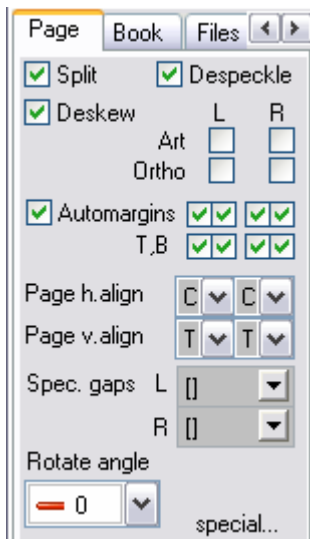 Page Book Files
Split Despeckle
Deskew L R
Art
Ortho
Automargins
T,B
Page h.align C C
Page v.align T T
Spec. gaps L []
R []
Rotate angle
0
special...